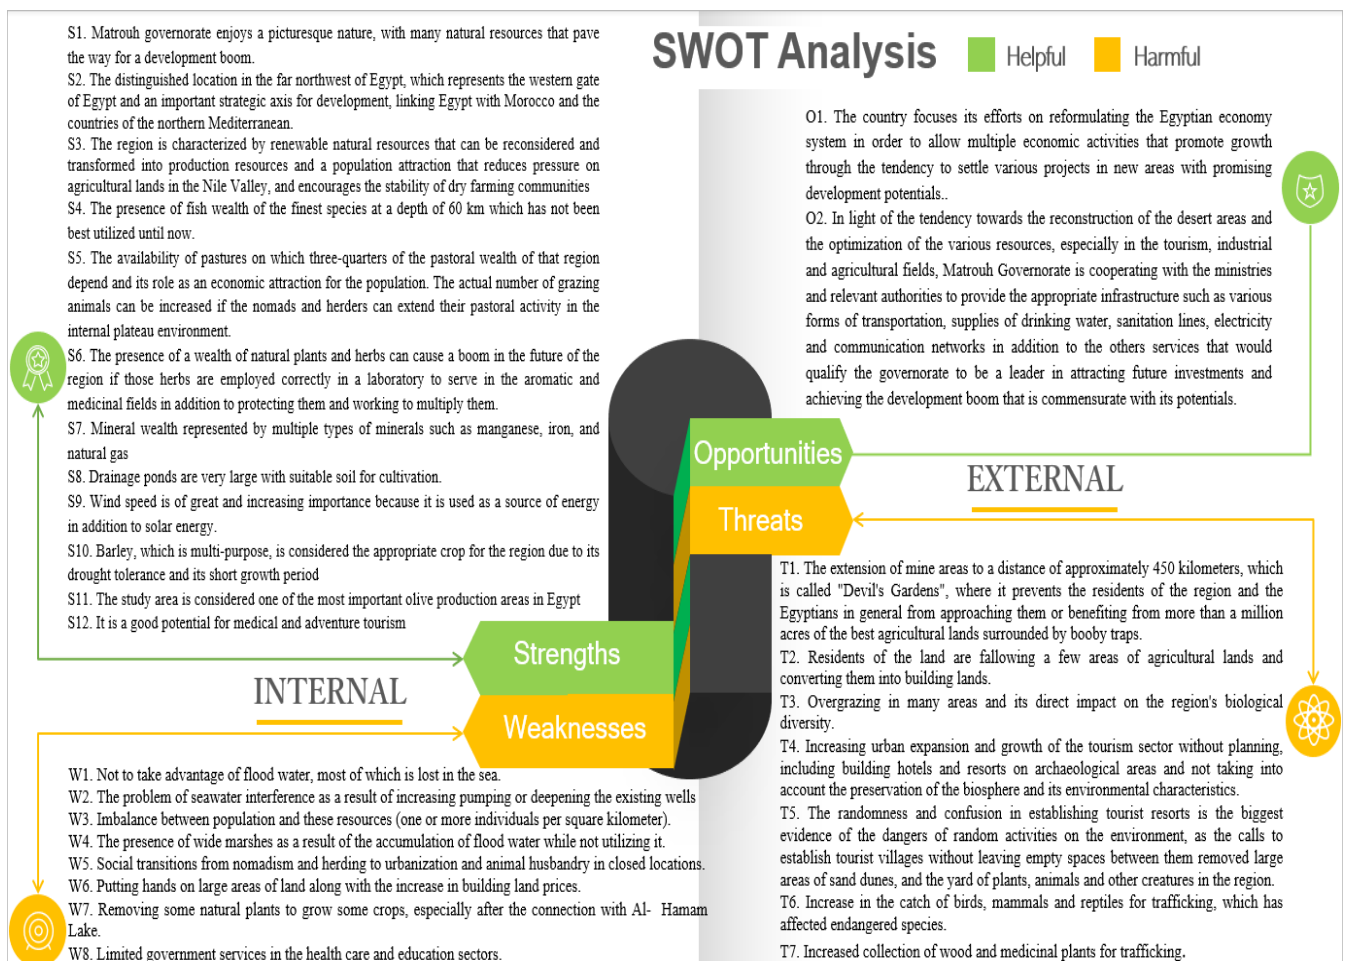 SWOT Analysis
Helpful
Harmful
S1. Matrouh governorate enjoys a picturesque nature, with many natural resources that pave
the way for a development boom.
S2. The distinguished location in the far northwest of Egypt, which represents the western gate
of Egypt and an important strategic axis for development, linking Egypt with Morocco and the
countries of the northern Mediterranean.
S3. The region is characterized by renewable natural resources that can be reconsidered and
transformed into production resources and a population attraction that reduces pressure on
agricultural lands in the Nile Valley, and encourages the stability of dry farming communities
S4. The presence of fish wealth of the finest species at a depth of 60 km which has not been
best utilized until now.
S5. The availability of pastures on which three-quarters of the pastoral wealth of that region
depend and its role as an economic attraction for the population. The actual number of grazing
animals can be increased if the nomads and herders can extend their pastoral activity in the
internal plateau environment.
S6. The presence of a wealth of natural plants and herbs can cause a boom in the future of the
region if those herbs are employed correctly in a laboratory to serve in the aromatic and
medicinal fields in addition to protecting them and working to multiply them.
S7. Mineral wealth represented by multiple types of minerals such as manganese, iron, and
natural gas
S8. Drainage ponds are very large with suitable soil for cultivation.
S9. Wind speed is of great and increasing importance because it is used as a source of energy
in addition to solar energy.
S10. Barley, which is multi-purpose, is considered the appropriate crop for the region due to its
drought tolerance and its short growth period
S11. The study area is considered one of the most important olive production areas in Egypt
S12. It is a good potential for medical and adventure tourism
Strengths
INTERNAL
Weaknesses
W1. Not to take advantage of flood water, most of which is lost in the sea.
W2. The problem of seawater interference as a result of increasing pumping or deepening the existing wells
W3. Imbalance between population and these resources (one or more individuals per square kilometer).
W4. The presence of wide marshes as a result of the accumulation of flood water while not utilizing it.
W5. Social transitions from nomadism and herding to urbanization and animal husbandry in closed locations.
W6. Putting hands on large areas of land along with the increase in building land prices.
W7. Removing some natural plants to grow some crops, especially after the connection with Al- Hamam
Lake.
W8. Limited government services in the health care and education sectors.
O1. The country focuses its efforts on reformulating the Egyptian economy
system in order to allow multiple economic activities that promote growth
through the tendency to settle various projects in new areas with promising
development potentials..
O2. In light of the tendency towards the reconstruction of the desert areas and
the optimization of the various resources, especially in the tourism, industrial
and agricultural fields, Matrouh Governorate is cooperating with the ministries
and relevant authorities to provide the appropriate infrastructure such as various
forms of transportation, supplies of drinking water, sanitation lines, electricity
and communication networks in addition to the others services that would
qualify the governorate to be a leader in attracting future investments and
achieving the development boom that is commensurate with its potentials.
Opportunities
EXTERNAL
Threats
T1. The extension of mine areas to a distance of approximately 450 kilometers, which
is called "Devil's Gardens", where it prevents the residents of the region and the
Egyptians in general from approaching them or benefiting from more than a million
acres of the best agricultural lands surrounded by booby traps.
T2. Residents of the land are fallowing a few areas of agricultural lands and
converting them into building lands.
T3. Overgrazing in many areas and its direct impact on the region's biological
diversity.
T4. Increasing urban expansion and growth of the tourism sector without planning,
including building hotels and resorts on archaeological areas and not taking into
account the preservation of the biosphere and its environmental characteristics.
T5. The randomness and confusion in establishing tourist resorts is the biggest
evidence of the dangers of random activities on the environment, as the calls to
establish tourist villages without leaving empty spaces between them removed large
areas of sand dunes, and the yard of plants, animals and other creatures in the region.
T6. Increase in the catch of birds, mammals and reptiles for trafficking, which has
affected endangered species.
T7. Increased collection of wood and medicinal plants for trafficking.